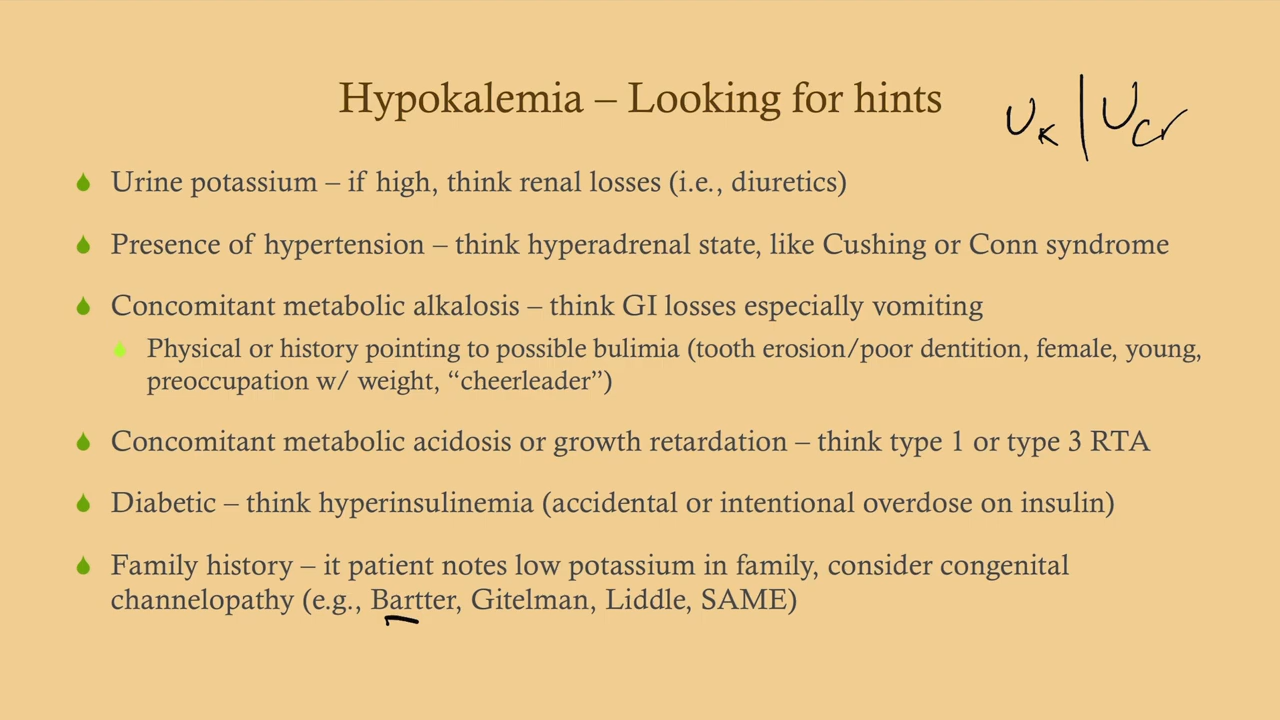 Hypokalemia – Looking for hints
U_K | U_Cr
Urine potassium – if high, think renal losses (i.e., diuretics)
Presence of hypertension – think hyperadrenal state, like Cushing or Conn syndrome
Concomitant metabolic alkalosis – think GI losses especially vomiting
Physical or history pointing to possible bulimia (tooth erosion/poor dentition, female, young,
preoccupation w/ weight, “cheerleader”)
Concomitant metabolic acidosis or growth retardation – think type 1 or type 3 RTA
Diabetic – think hyperinsulinemia (accidental or intentional overdose on insulin)
Family history – it patient notes low potassium in family, consider congenital
channelopathy (e.g., Bartter, Gitelman, Liddle, SAME)